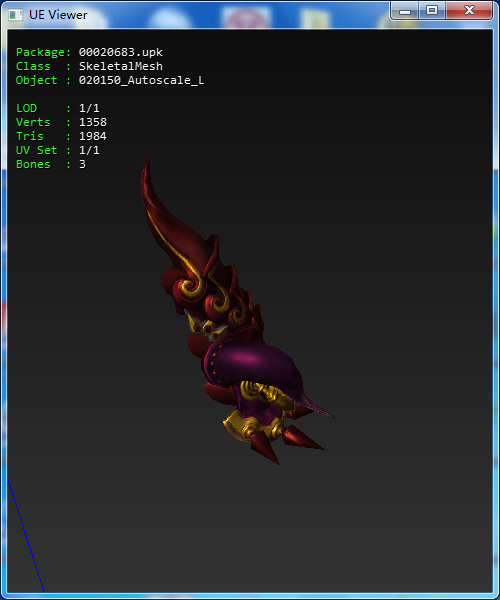 UE Viewer
Package: 00020683.upk
Class : SkeletalMesh
Object : 020150_Autoscale_L
LOD : 1/1
Verts : 1358
Tris : 1984
UV Set : 1/1
Bones : 3